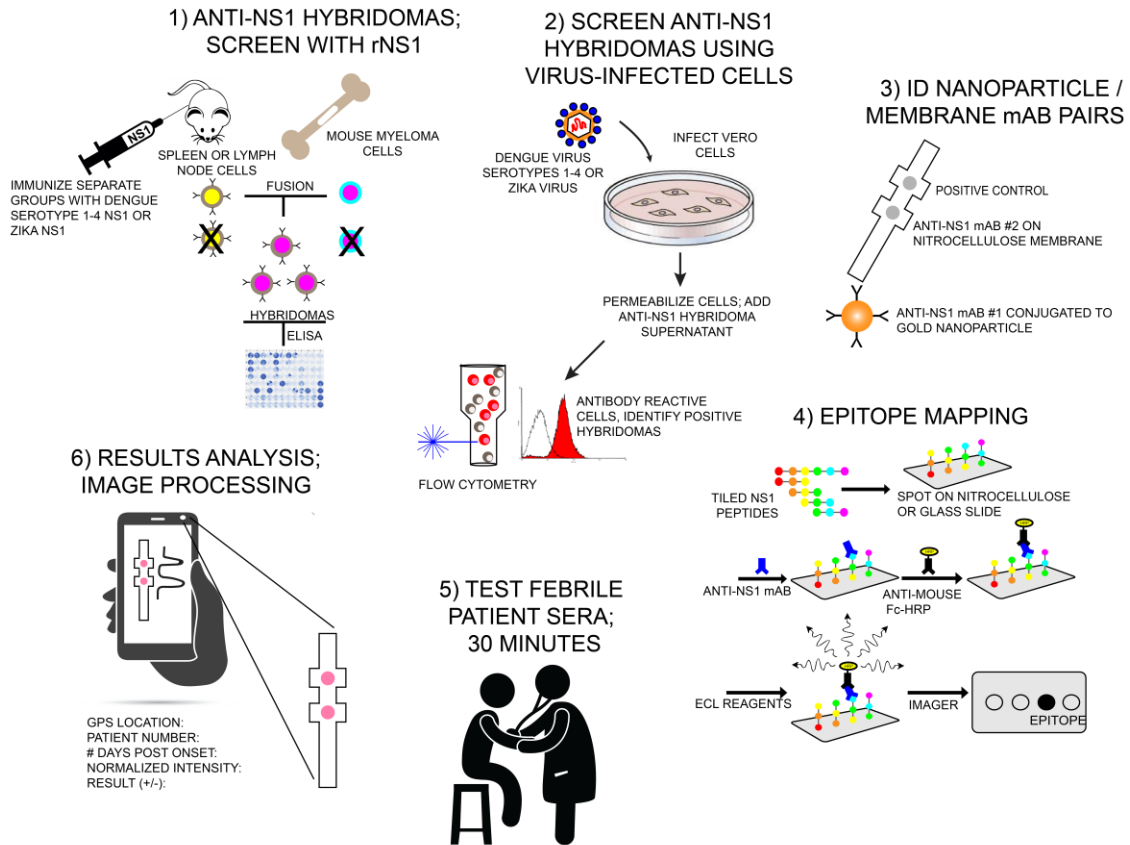 1) ANTI-NS1 HYBRIDOMAS;
SCREEN WITH rNS1
NS1
SPLEEN OR LYMPH
NODE CELLS
MOUSE MYELOMA
CELLS
IMMUNIZE SEPARATE
GROUPS WITH DENGUE
SEROTYPE 1-4 NS1 OR
ZIKA NS1
FUSION
X
X
HYBRIDOMAS
ELISA
2) SCREEN ANTI-NS1
HYBRIDOMAS USING
VIRUS-INFECTED CELLS
DENGUE VIRUS
SEROTYPES 1-4 OR
ZIKA VIRUS
INFECT VERO
CELLS
PERMEABILIZE CELLS; ADD
ANTI-NS1 HYBRIDOMA
SUPERNATANT
ANTIBODY REACTIVE
CELLS, IDENTIFY POSITIVE
HYBRIDOMAS
FLOW CYTOMETRY
3) ID NANOPARTICLE /
MEMBRANE mAB PAIRS
POSITIVE CONTROL
ANTI-NS1 mAB #2 ON
NITROCELLULOSE MEMBRANE
ANTI-NS1 mAB #1 CONJUGATED TO
GOLD NANOPARTICLE
4) EPITOPE MAPPING
TILED NS1
PEPTIDES
SPOT ON NITROCELLULOSE
OR GLASS SLIDE
ANTI-NS1 mAB
ANTI-MOUSE
Fc-HRP
ECL REAGENTS
IMAGER
EPITOPE
5) TEST FEBRILE
PATIENT SERA;
30 MINUTES
6) RESULTS ANALYSIS;
IMAGE PROCESSING
GPS LOCATION:
PATIENT NUMBER:
# DAYS POST ONSET:
NORMALIZED INTENSITY:
RESULT (+/-):